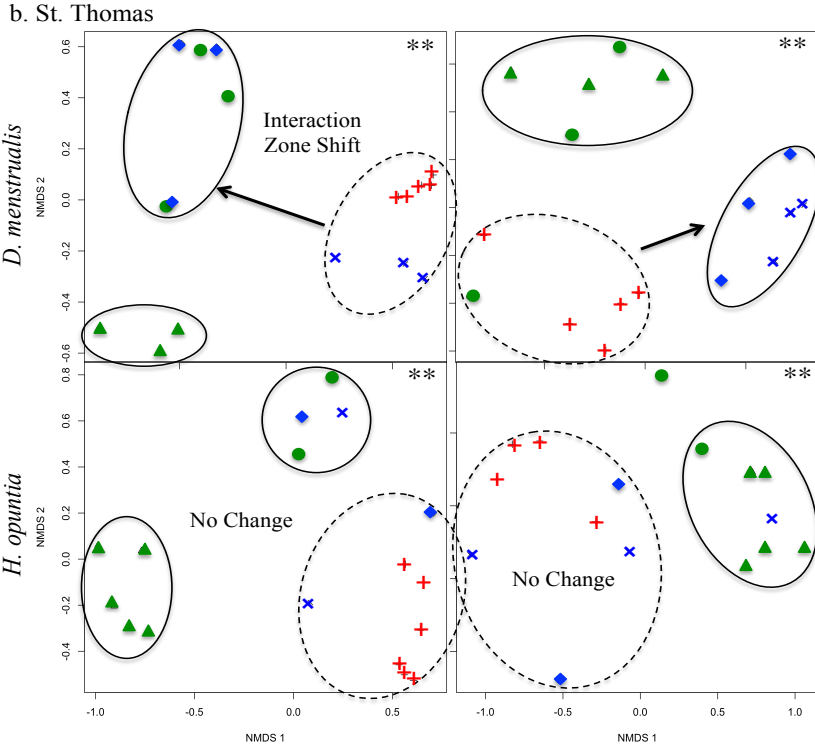 b. St. Thomas
D. menstrualis
NMDS 2
0.6
0.4
0.2
0.0
-0.2
-0.4
-0.6
**
Interaction
Zone Shift
**
H. opuntia
NMDS 2
0.8
0.6
0.4
0.2
0.0
-0.2
-0.4
**
No Change
**
No Change
-1.0 -0.5 0.0 0.5
NMDS 1
-1.0 -0.5 0.0 0.5 1.0
NMDS 1